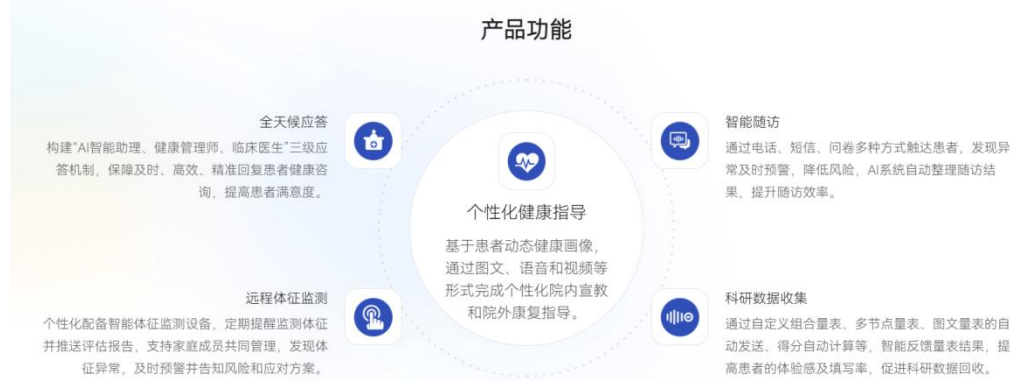 产品功能
全天候应答
构建“AI智能助理、健康管理师、临床医生”三级应
答机制，保障及时、高效、精准回复患者健康咨
询，提高患者满意度。
智能随访
通过电话、短信、问卷多种方式触达患者，发现异
常及时预警，降低风险，AI系统自动整理随访结
果，提升随访效率。
个性化健康指导
基于患者动态健康画像，
通过图文、语音和视频等
形式完成个性化院内宣教
和院外康复指导。
远程体征监测
个性化配备智能体征监测设备，定期提醒监测体征
并推送评估报告，支持家庭成员共同管理，发现体
征异常，及时预警并告知风险和应对方案。
科研数据收集
通过自定义组合量表、多节点量表、图文量表的自
动发送、得分自动计算等，智能反馈量表结果，提
高患者的体验感及填写率，促进科研数据回收。